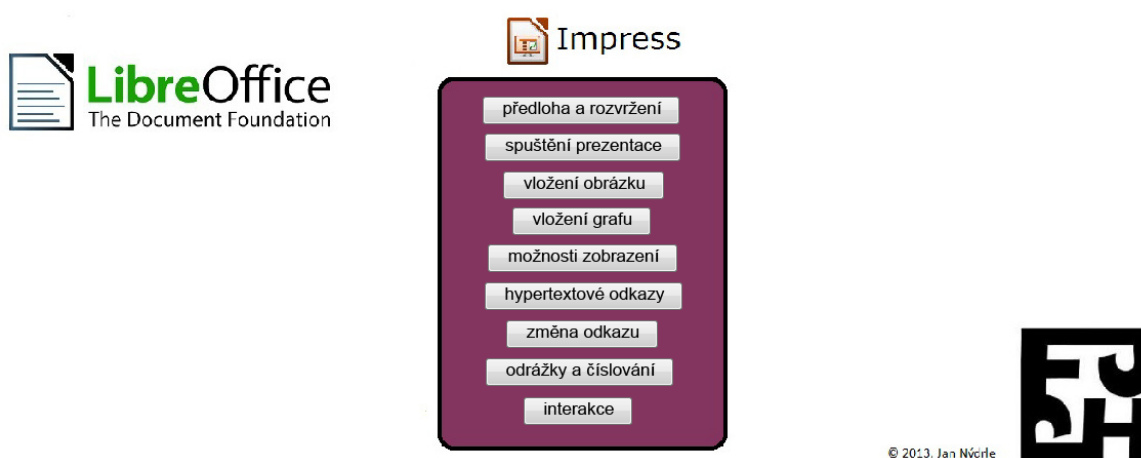 Impress
LibreOffice
The Document Foundation
předloha a rozvržení
spuštění prezentace
vložení obrázku
vložení grafu
možnosti zobrazení
hypertextové odkazy
změna odkazu
odrážky a číslování
interakce
© 2013, Jan